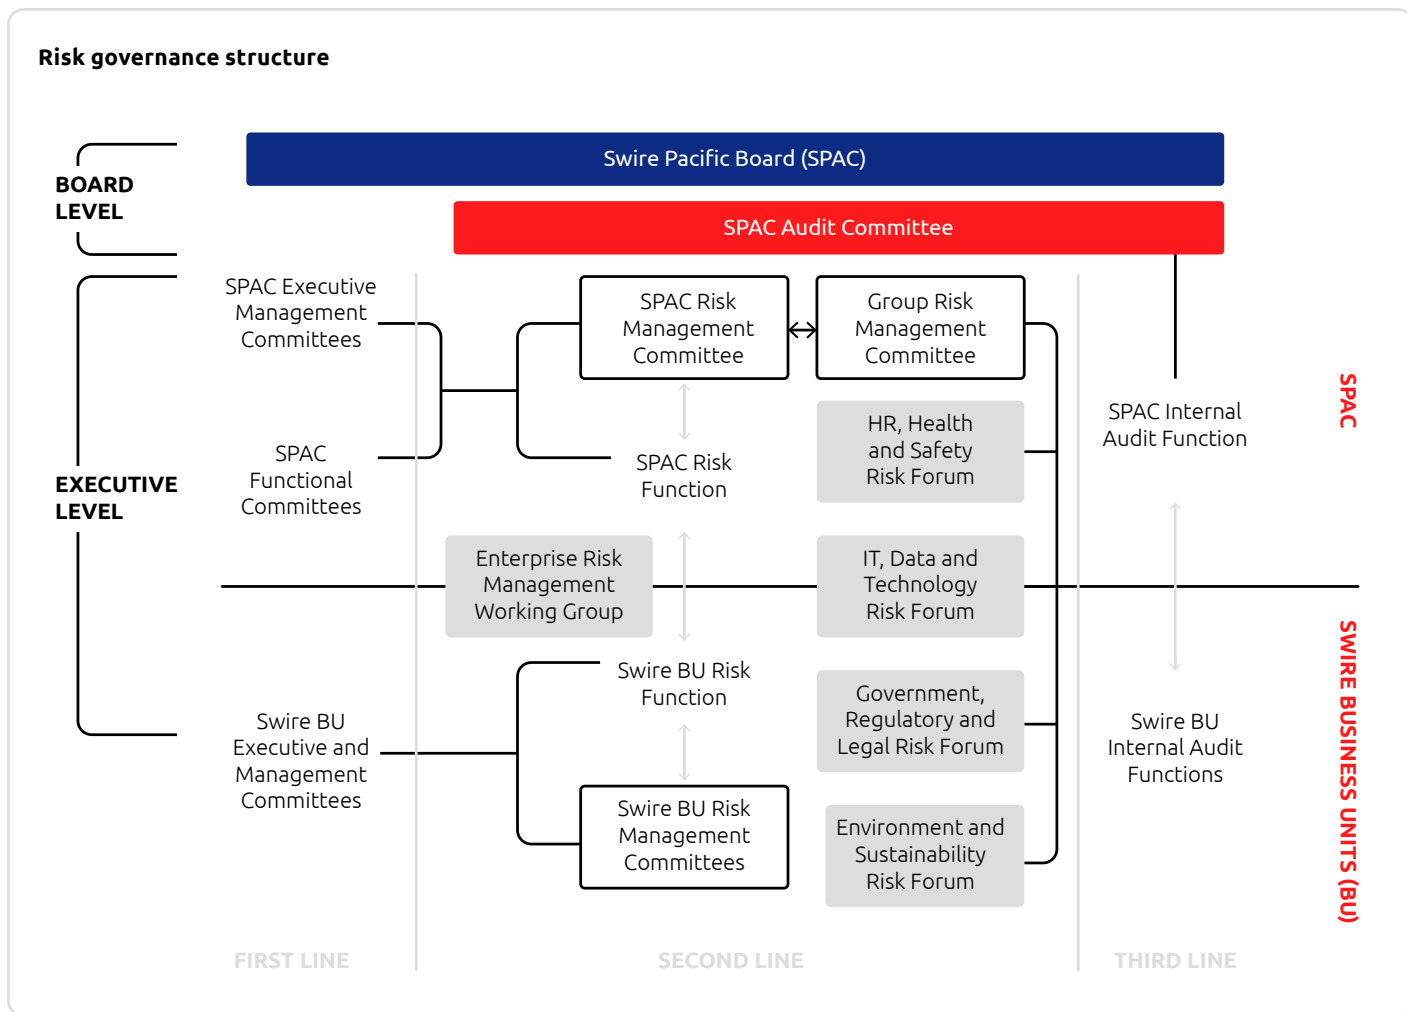 Risk governance structure
Swire Pacific Board (SPAC)
BOARD
LEVEL
SPAC Audit Committee
SPAC Executive
Management
Committees
SPAC Risk
Management
Committee
Group Risk
Management
Committee
SPAC
HR, Health
and Safety
Risk Forum
SPAC Internal
Audit Function
SPAC
Functional
Committees
SPAC Risk
Function
EXECUTIVE
LEVEL
Enterprise Risk
Management
Working Group
IT, Data and
Technology
Risk Forum
SWIRE BUSINESS UNITS (BU)
Swire BU Risk
Function
Government,
Regulatory and
Legal Risk Forum
Swire BU
Executive and
Management
Committees
Swire BU
Internal Audit
Functions
Swire BU Risk
Management
Committees
Environment and
Sustainability
Risk Forum
FIRST LINE
SECOND LINE
THIRD LINE